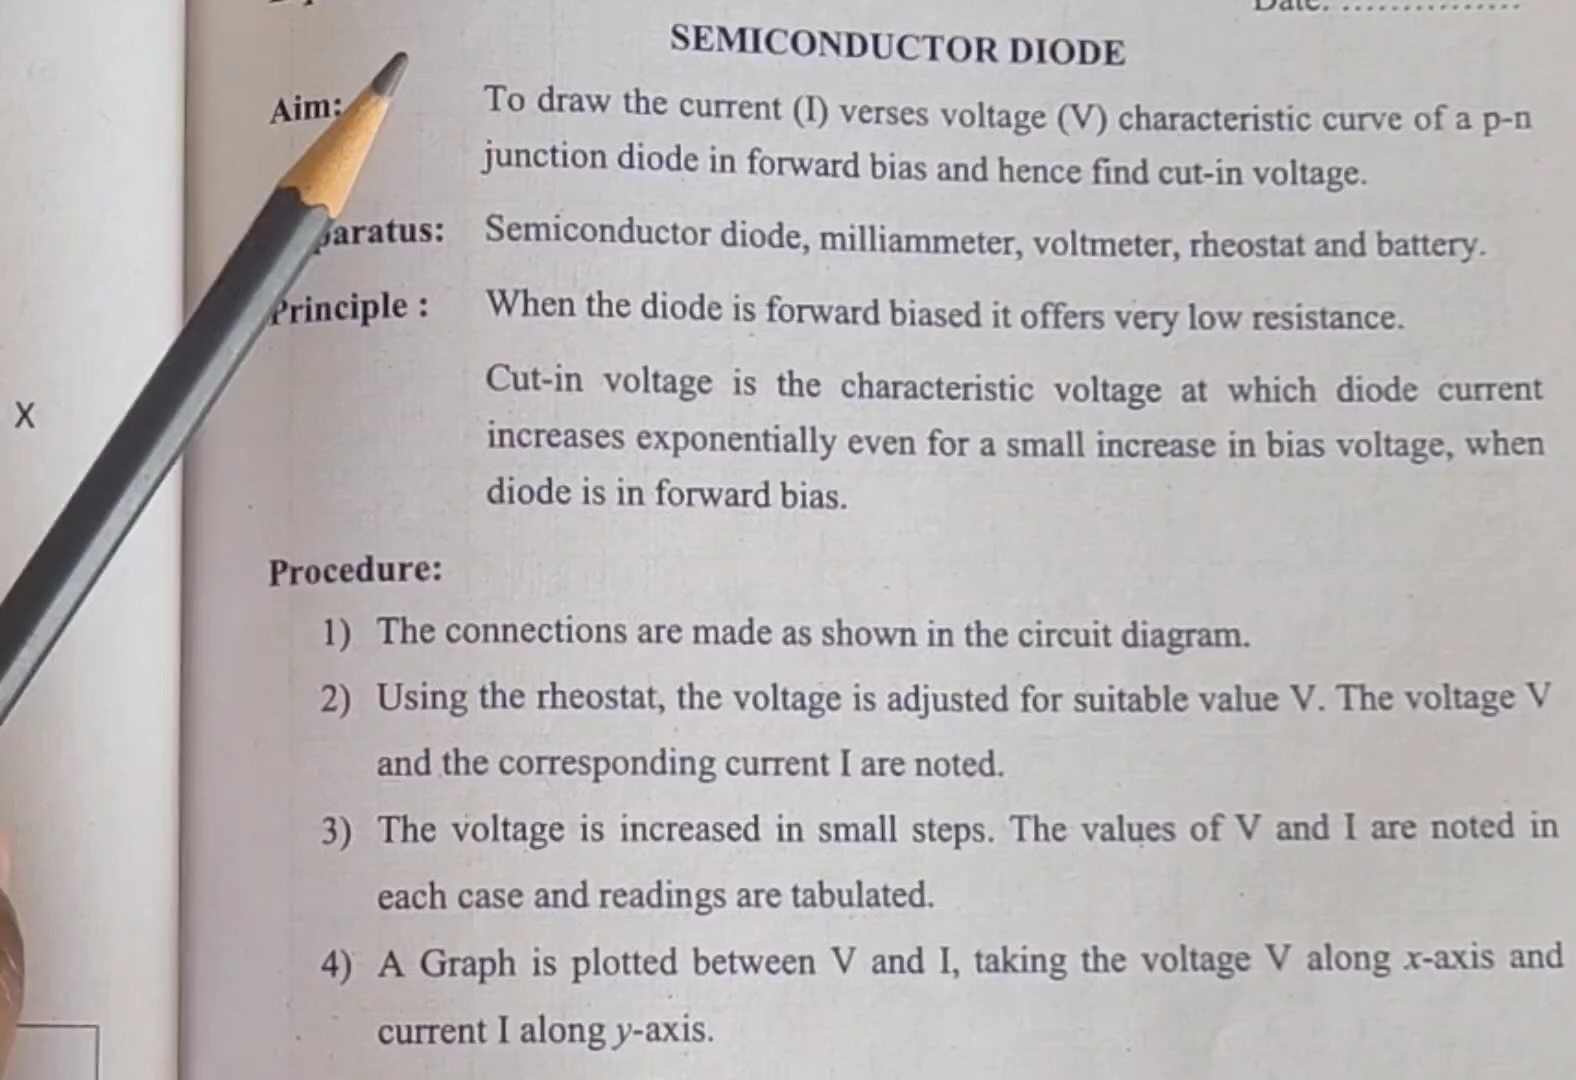 Date: ................
SEMICONDUCTOR DIODE
Aim: To draw the current (I) verses voltage (V) characteristic curve of a p-n
junction diode in forward bias and hence find cut-in voltage.
paratus: Semiconductor diode, milliammeter, voltmeter, rheostat and battery.
Principle : When the diode is forward biased it offers very low resistance.
Cut-in voltage is the characteristic voltage at which diode current
X
increases exponentially even for a small increase in bias voltage, when
diode is in forward bias.
Procedure:
1) The connections are made as shown in the circuit diagram.
2) Using the rheostat, the voltage is adjusted for suitable value V. The voltage V
and the corresponding current I are noted.
3) The voltage is increased in small steps. The values of V and I are noted in
each case and readings are tabulated.
4) A Graph is plotted between V and I, taking the voltage V along x-axis and
current I along y-axis.